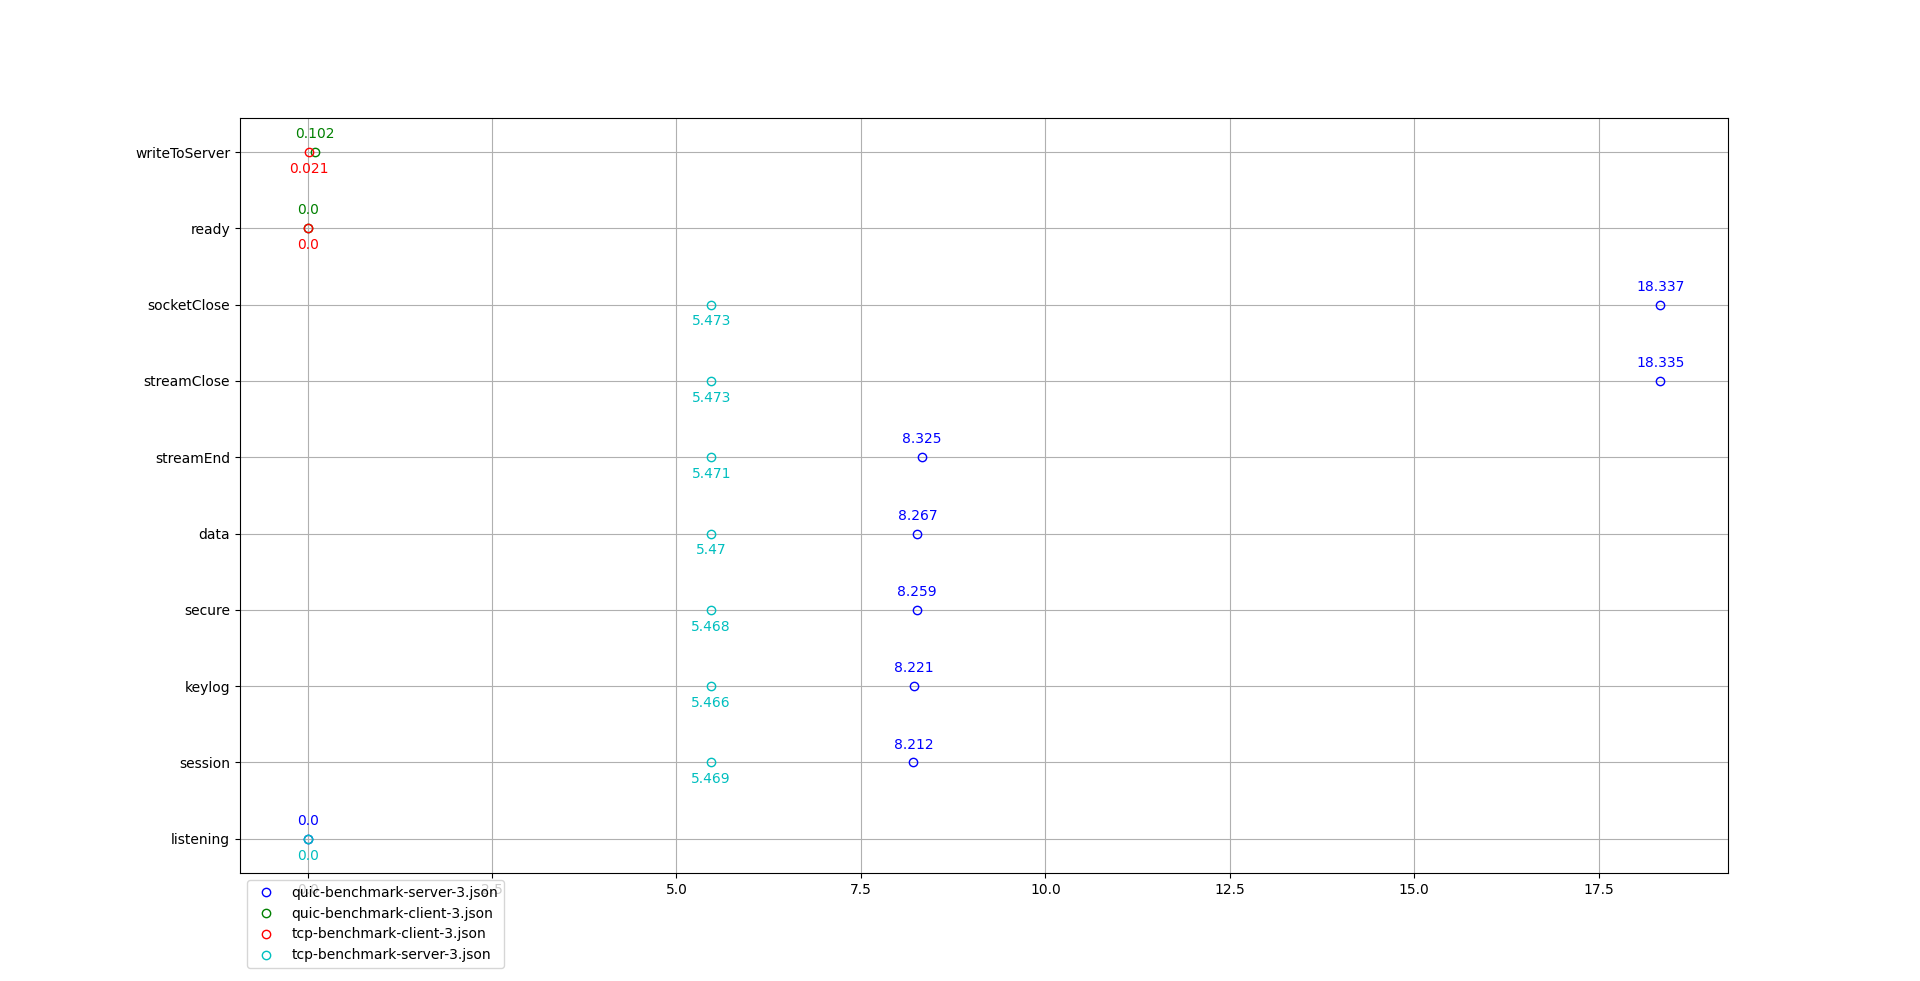 0.102
writeToServer
0.021
0.0
ready
0.0
18.337
socketClose
5.473
18.335
streamClose
5.473
8.325
streamEnd
5.471
8.267
data
5.47
8.259
secure
5.468
8.221
keylog
5.466
8.212
session
5.469
0.0
listening
0.0
5.0 7.5 10.0 12.5 15.0 17.5
quic-benchmark-server-3.json
quic-benchmark-client-3.json
tcp-benchmark-client-3.json
tcp-benchmark-server-3.json